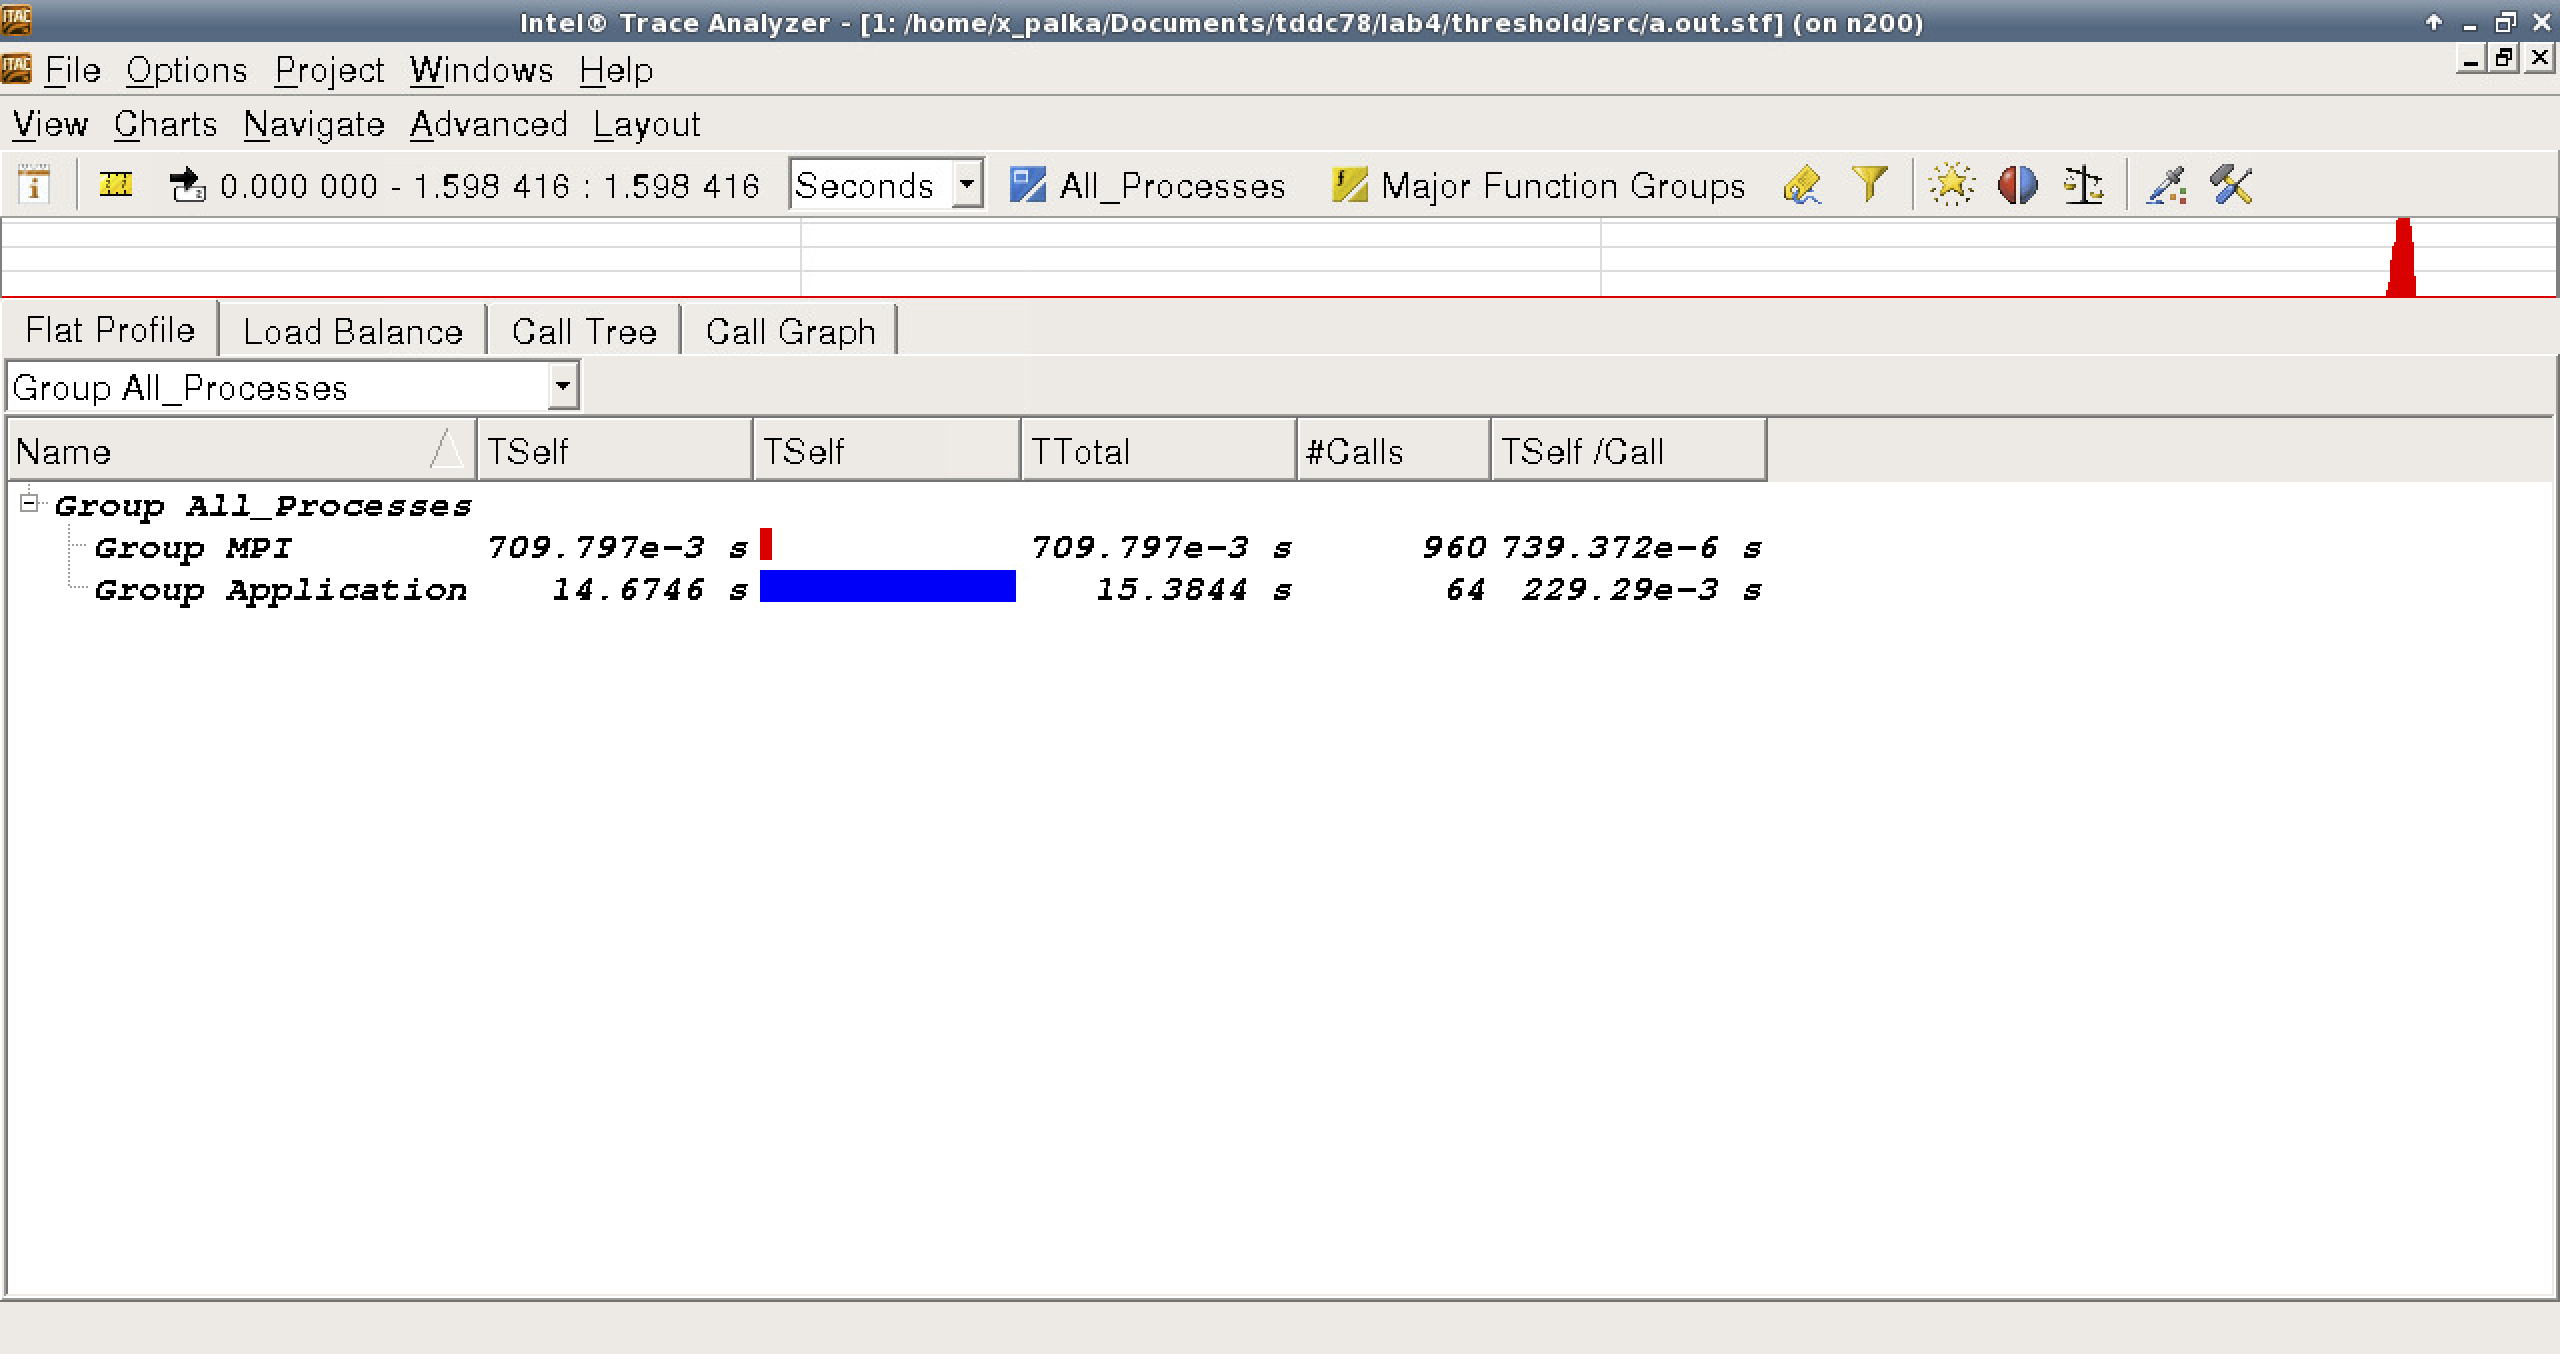 ITAC Intel® Trace Analyzer - [1: /home/x_palka/Documents/tddc78/lab4/threshold/src/a.out.stf] (on n200)
ITAC File Options Project Windows Help
View Charts Navigate Advanced Layout
0.000 000 - 1.598 416 : 1.598 416 Seconds All_Processes Major Function Groups
Flat Profile Load Balance Call Tree Call Graph
Group All_Processes
Name TSelf TSelf TTotal #Calls TSelf /Call
Group All_Processes
Group MPI 709.797e-3 s 709.797e-3 s 960 739.372e-6 s
Group Application 14.6746 s 15.3844 s 64 229.29e-3 s